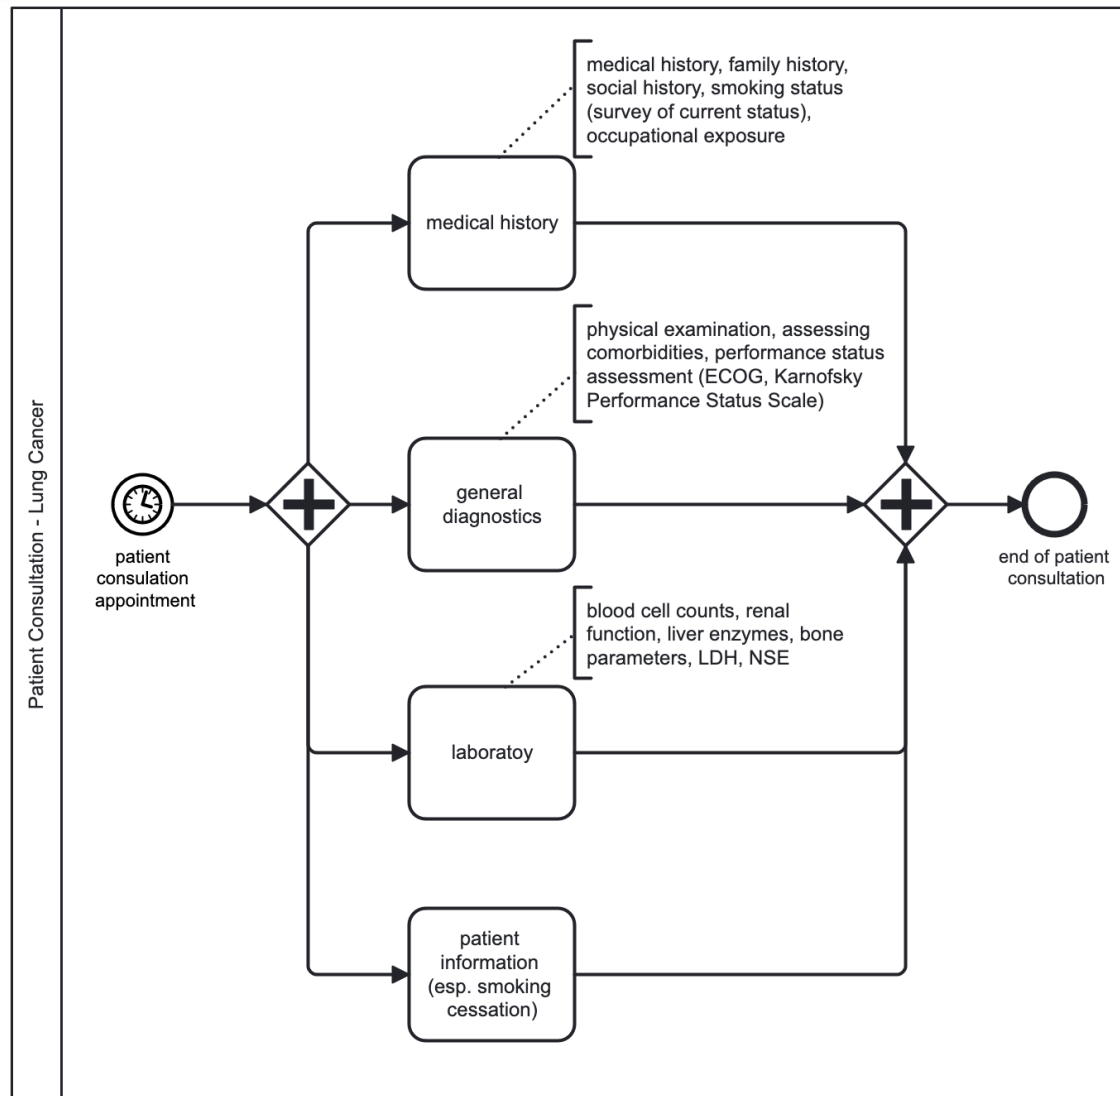 Patient Consultation - Lung Cancer
medical history, family history,
social history, smoking status
(survey of current status),
occupational exposure
medical history
physical examination, assessing
comorbidities, performance status
assessment (ECOG, Karnofsky
Performance Status Scale)
general
diagnostics
patient
consulation
appointment
end of patient
consultation
blood cell counts, renal
function, liver enzymes, bone
parameters, LDH, NSE
laboratoy
patient
information
(esp. smoking
cessation)